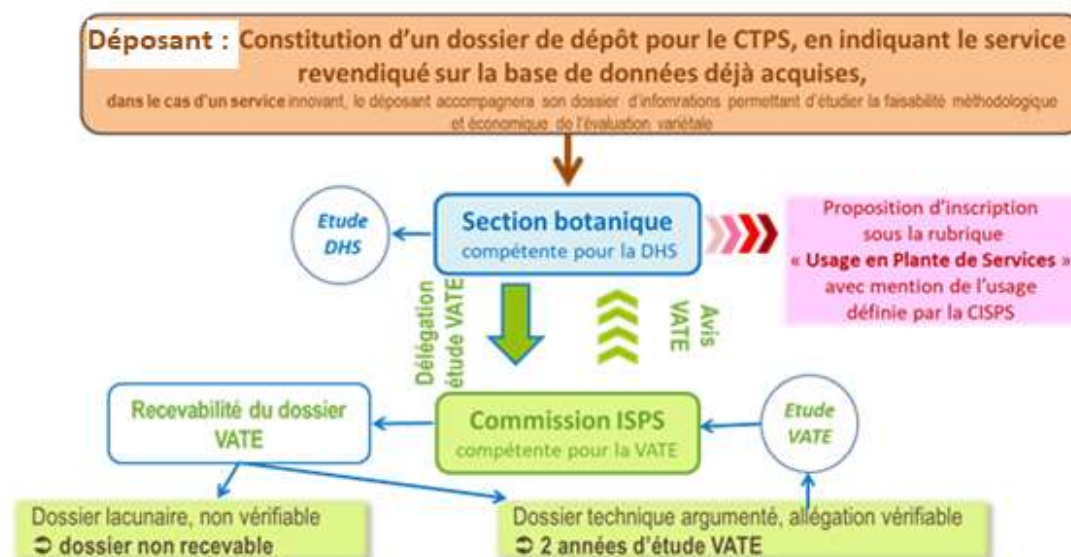 Déposant : Constitution d'un dossier de dépôt pour le CTPS, en indiquant le service
revendiqué sur la base de données déjà acquises,
dans le cas d'un service innovant, le déposant accompagnera son dossier d'infomrations permettant d'étudier la faisabilité méthodologique
et économique de l'évaluation variétale
Etude
DHS
Section botanique
compétente pour la DHS
Proposition d'inscription
sous la rubrique
« Usage en Plante de Services »
avec mention de l'usage
définie par la CISPS
Délégation
étude VATE
Avis
VATE
Recevabilité du dossier
VATE
Commission ISPS
compétente pour la VATE
Etude
VATE
Dossier lacunaire, non vérifiable
➲ dossier non recevable
Dossier technique argumenté, allégation vérifiable
➲ 2 années d'étude VATE